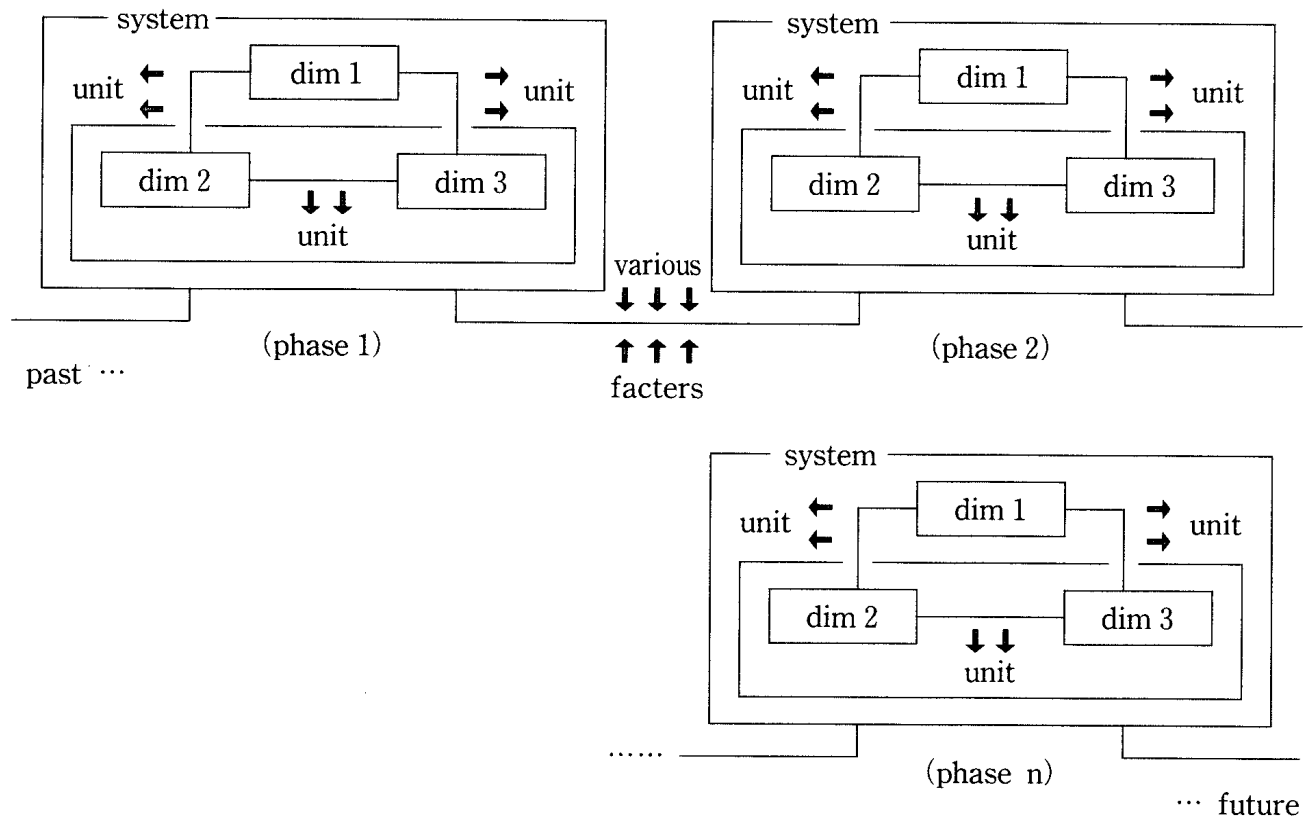 system
dim 1
unit
unit
dim 2
dim 3
unit
(phase 1)
past …
various
facters
system
dim 1
unit
unit
dim 2
dim 3
unit
(phase 2)
system
dim 1
unit
unit
dim 2
dim 3
unit
……
(phase n)
… future